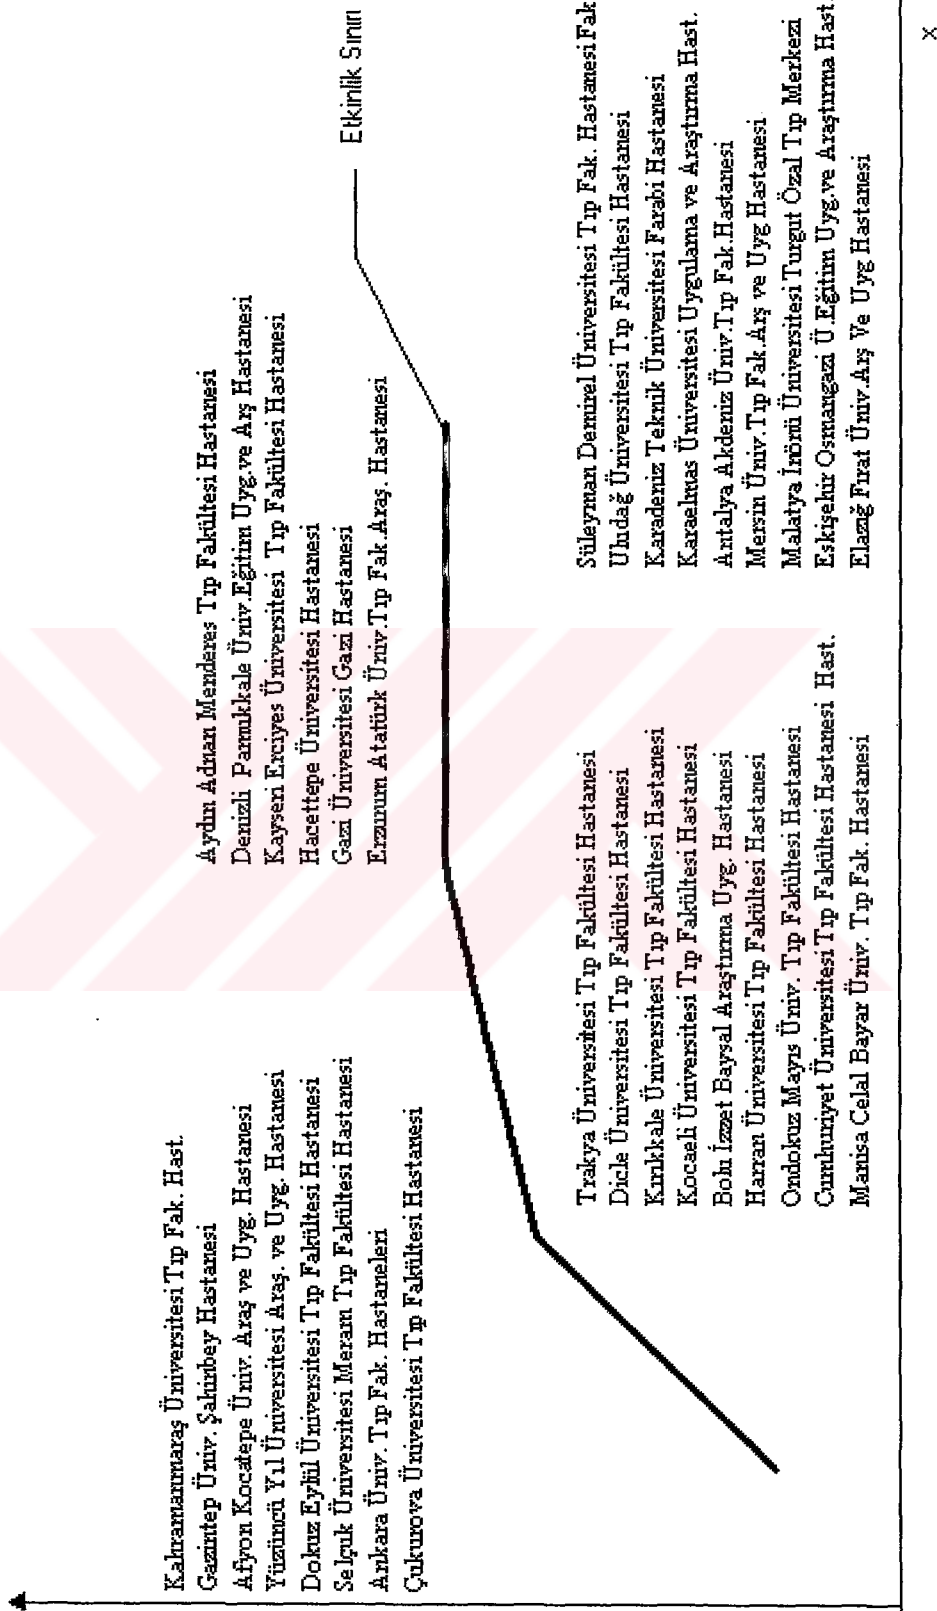 Kahramanmaraş Üniversitesi Tıp Fak. Hast.
Gaziantep Üniv. Şahinbey Hastanesi
Afyon Kocatepe Üniv. Araş ve Uyg. Hastanesi
Yüzüncü Yıl Üniversitesi Araş. ve Uyg. Hastanesi
Dokuz Eylül Üniversitesi Tıp Fakültesi Hastanesi
Selçuk Üniversitesi Meram Tıp Fakültesi Hastanesi
Ankara Üniv. Tıp Fak. Hastaneleri
Çukurova Üniversitesi Tıp Fakültesi Hastanesi
Aydın Adnan Menderes Tıp Fakültesi Hastanesi
Denizli Pamukkale Üniv.Eğitim Uyg.ve Arş Hastanesi
Kayseri Erciyes Üniversitesi Tıp Fakültesi Hastanesi
Hacettepe Üniversitesi Hastanesi
Gazi Üniversitesi Gazi Hastanesi
Erzurum Atatürk Üniv.Tıp Fak.Araş. Hastanesi
Etkinlik Sınırı
Trakya Üniversitesi Tıp Fakültesi Hastanesi
Dicle Üniversitesi Tıp Fakültesi Hastanesi
Kırıkkale Üniversitesi Tıp Fakültesi Hastanesi
Kocaeli Üniversitesi Tıp Fakültesi Hastanesi
Bolu İzzet Baysal Araştırma Uyg. Hastanesi
Harran Üniversitesi Tıp Fakültesi Hastanesi
Ondokuz Mayıs Üniv. Tıp Fakültesi Hastanesi
Cumhuriyet Üniversitesi Tıp Fakültesi Hastanesi Hast.
Manisa Celal Bayar Üniv. Tıp Fak. Hastanesi
Süleyman Demirel Üniversitesi Tıp Fak. Hastanesi Fak
Uludağ Üniversitesi Tıp Fakültesi Hastanesi
Karadeniz Teknik Üniversitesi Farabi Hastanesi
Karaelmas Üniversitesi Uygulama ve Araştırma Hast.
Antalya Akdeniz Üniv.Tıp Fak.Hastanesi
Mersin Üniv.Tıp Fak.Arş ve Uyg Hastanesi
Malatya İnönü Üniversitesi Turgut Özal Tıp Merkezi
Eskişehir Osmangazi Ü.Eğitim Uyg.ve Araştırma Hast.
Elazığ Fırat Üniv.Arş Ve Uyg Hastanesi
x